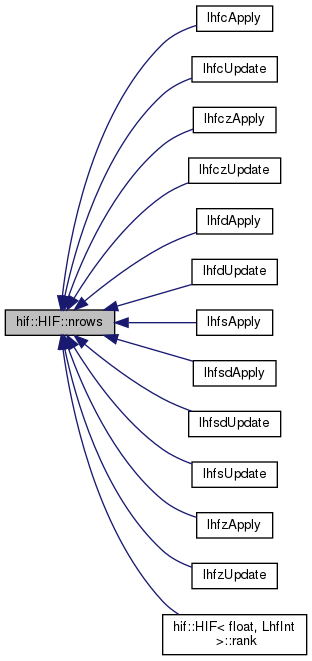 lhfcApply
lhfcUpdate
lhfczApply
lhfczUpdate
lhfdApply
lhfdUpdate
hif::HIF::nrows
lhfsApply
lhfsdApply
lhfsdUpdate
lhfsUpdate
lhfzApply
lhfzUpdate
hif::HIF< float, LhfInt
>::rank